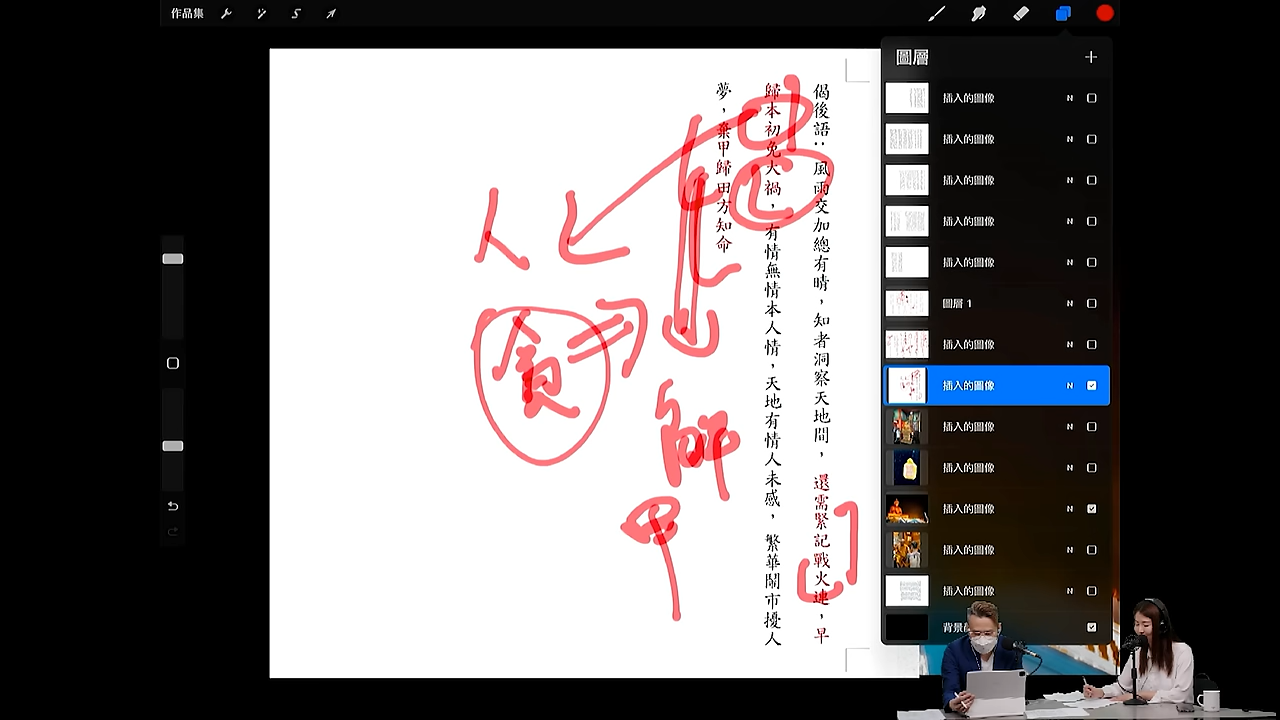 作品集
圖層
插入的圖像
插入的圖像
插入的圖像
插入的圖像
插入的圖像
圖層 1
插入的圖像
插入的圖像
插入的圖像
插入的圖像
插入的圖像
插入的圖像
插入的圖像
背景
N
N
N
N
N
N
N
N
N
N
N
N
N
偈後語：風雨交加總有晴，知者洞察天地間，還需緊記戰火連，早
歸本初免火禍，有情無情本人情，天地有情人未感，繁華鬧市擾人
夢，棄甲歸田方知命
人
貪
解
甲